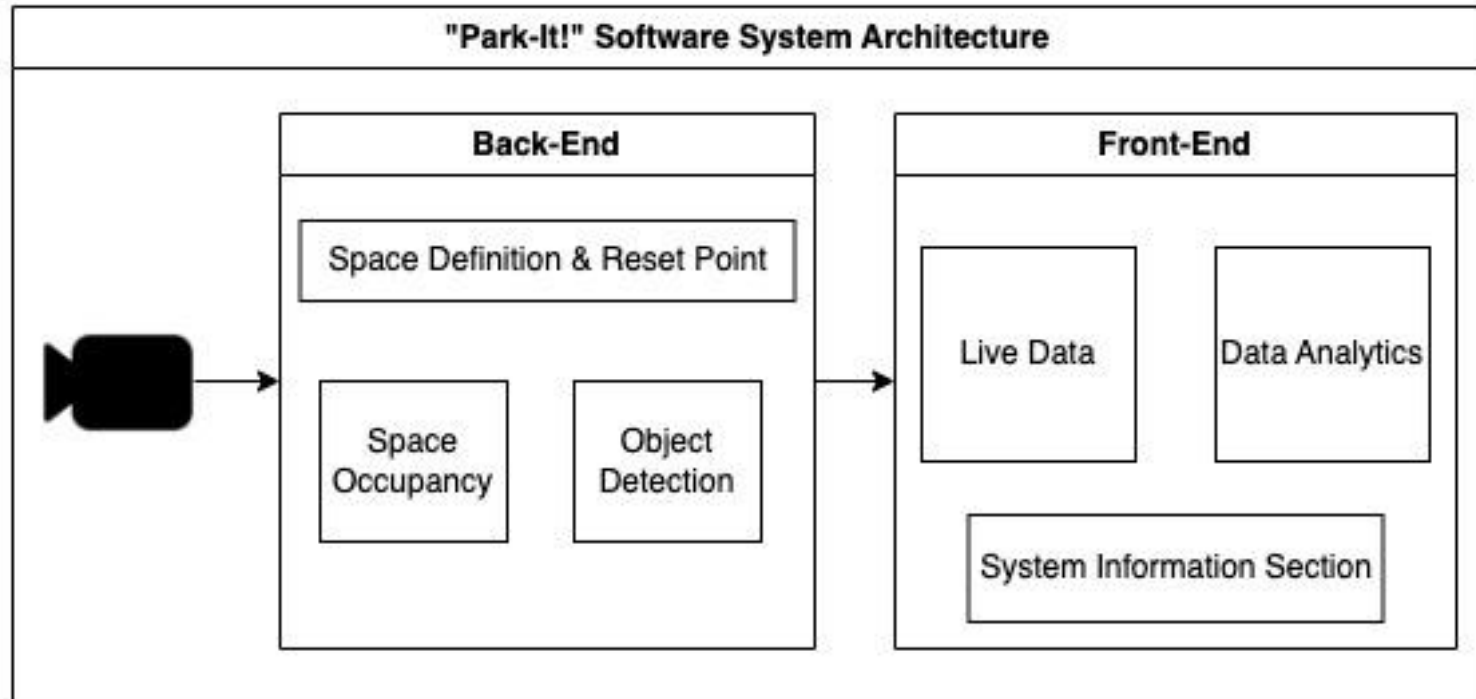 "Park-It!" Software System Architecture
Back-End
Space Definition & Reset Point
Space
Occupancy
Object
Detection
Front-End
Live Data
Data Analytics
System Information Section